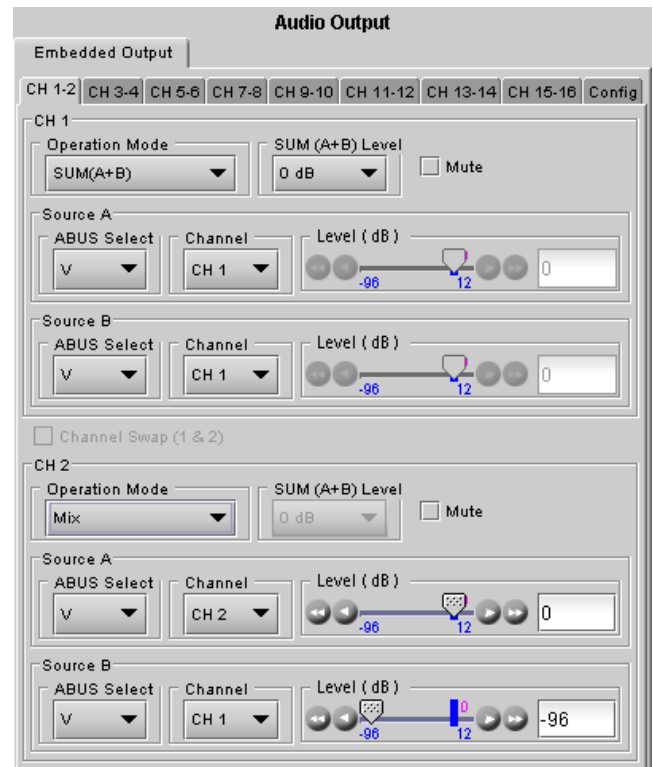 Audio Output
Embedded Output
CH 1-2 CH 3-4 CH 5-6 CH 7-8 CH 9-10 CH 11-12 CH 13-14 CH 15-16 Config
CH 1
Operation Mode SUM (A+B) Level
SUM(A+B) 0 dB Mute
Source A
ABUS Select Channel Level ( dB )
V CH 1 0
-96 12
Source B
ABUS Select Channel Level ( dB )
V CH 1 0
-96 12
Channel Swap (1 & 2)
CH 2
Operation Mode SUM (A+B) Level
Mix 0 dB Mute
Source A
ABUS Select Channel Level ( dB )
V CH 2 0
-96 12
Source B
ABUS Select Channel Level ( dB )
V CH 1 0 -96
-96 12